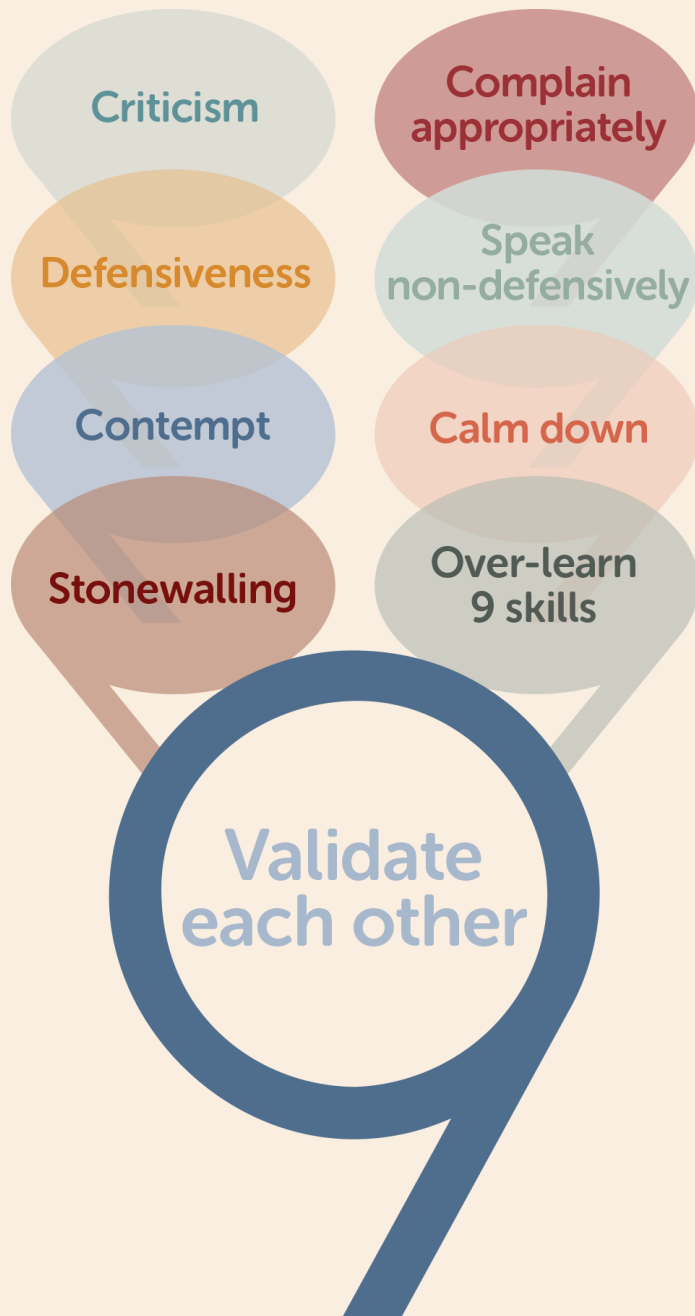 Criticism
Defensiveness
Contempt
Stonewalling
Complain
appropriately
Speak
non-defensively
Calm down
Over-learn
9 skills
Validate
each other